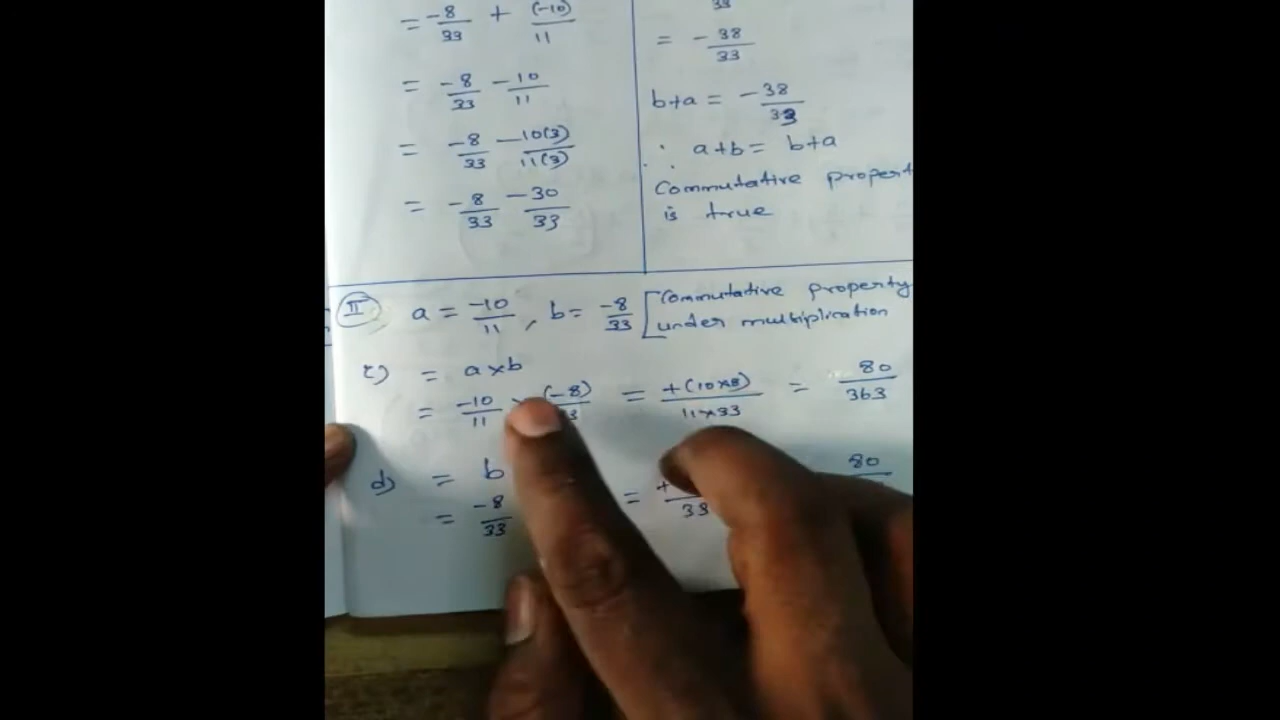 = -8/33 + (-10)/11
= -8/33 - 10/11
= -8/33 - 10(3)/11(3)
= -8/33 - 30/33
33
= - 38/33
b+a = - 38/33
∴ a+b = b+a
Commutative
is true
II a = -10/11 , b = -8/33 [Commutative property
under multiplication
c) = a×b
= -10/11 × (-8) = +(10×8)/11×33 = 80/363
d) = b
= -8/33 = + 33 80